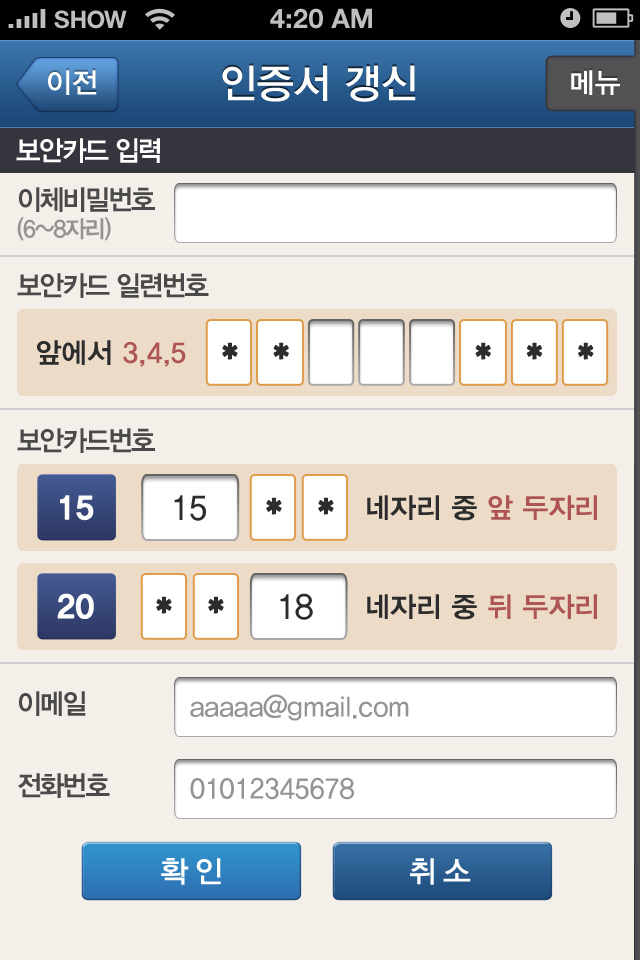 SHOW 4:20 AM
이전 인증서 갱신 메뉴
보안카드 입력
이체비밀번호
(6~8자리)
보안카드 일련번호
앞에서 3,4,5 * * * * *
보안카드번호
15 15 * * 네자리 중 앞 두자리
20 * * 18 네자리 중 뒤 두자리
이메일 aaaaa@gmail.com
전화번호 01012345678
확인 취소